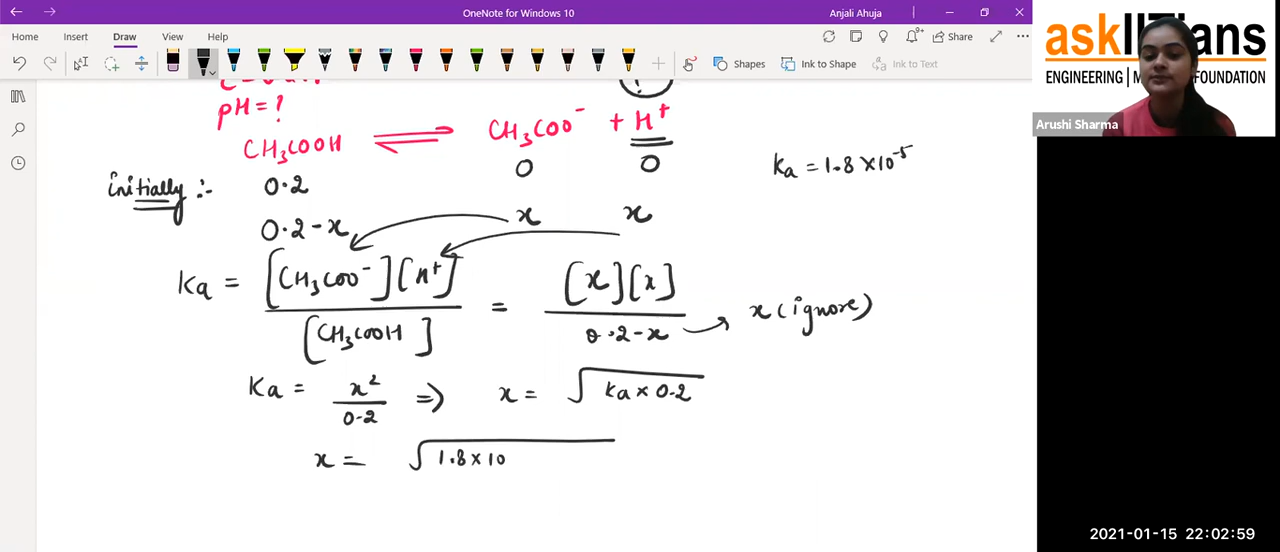 OneNote for Windows 10
Anjali Ahuja
Home Insert Draw View Help
Share
Shapes Ink to Shape Ink to Text
askIITians
ENGINEERING | M FOUNDATION
Arushi Sharma
pH = ?
CH₃COOH ⇌ CH₃COO⁻ + H⁺
Ka = 1.8 × 10⁻⁵
initially :- 0.2 0 0
0.2 - x x x
Ka = [CH₃COO⁻][H⁺] / [CH₃COOH] = [x][x] / 0.2 - x → x (ignore)
Ka = x² / 0.2 ⇒ x = √(Ka × 0.2)
x = √(1.8 × 10
2021-01-15 22:02:59